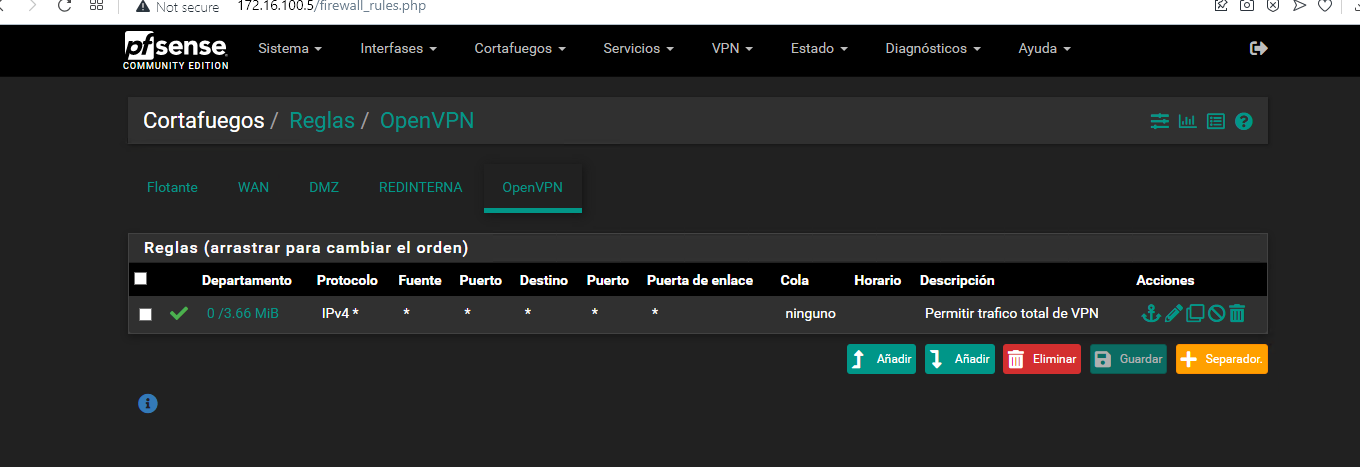 Not secure 172.16.100.5/firewall_rules.php
pfsense COMMUNITY EDITION
Sistema Interfases Cortafuegos Servicios VPN Estado Diagnósticos Ayuda
Cortafuegos / Reglas / OpenVPN
Flotante WAN DMZ REDINTERNA OpenVPN
Reglas (arrastrar para cambiar el orden)
Departamento Protocolo Fuente Puerto Destino Puerto Puerta de enlace Cola Horario Descripción Acciones
0 /3.66 MiB IPv4 * * * * * * ninguno Permitir trafico total de VPN
Añadir Añadir Eliminar Guardar Separador.